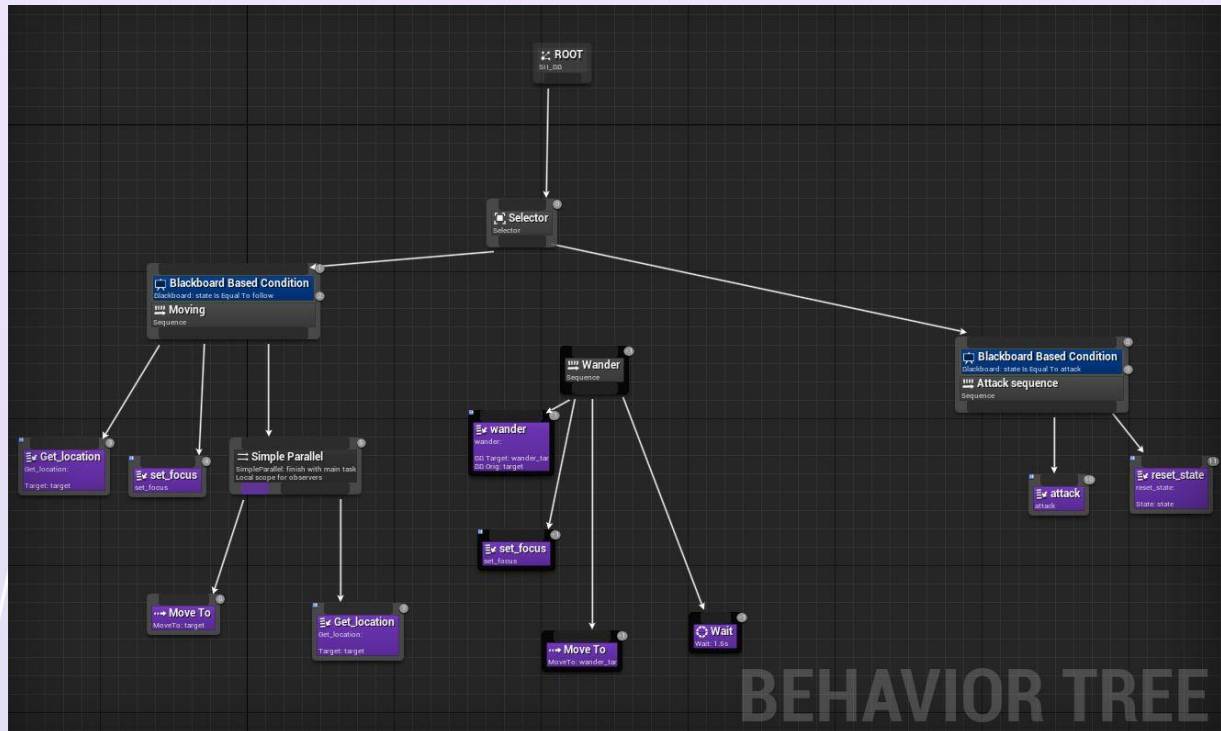 ROOT
Selector
Selector
Blackboard Based Condition
Blackboard: state Is Equal To follow
Moving
Sequence
Get_location
Get_location:
Target: target
set_focus
set_focus
Simple Parallel
SimpleParallel: finish with main task
Local scope for observers
Move To
MoveTo: target
Get_location
Get_location:
Target: target
Wander
Sequence
wander
wander:
BB Target: wander_tar
BB Orig: target
set_focus
set_focus
Move To
MoveTo: wander_tar
Wait
Wait: 1.5s
Blackboard Based Condition
Blackboard: state Is Equal To attack
Attack sequence
Sequence
attack
attack
reset_state
reset_state:
State: state
BEHAVIOR TREE